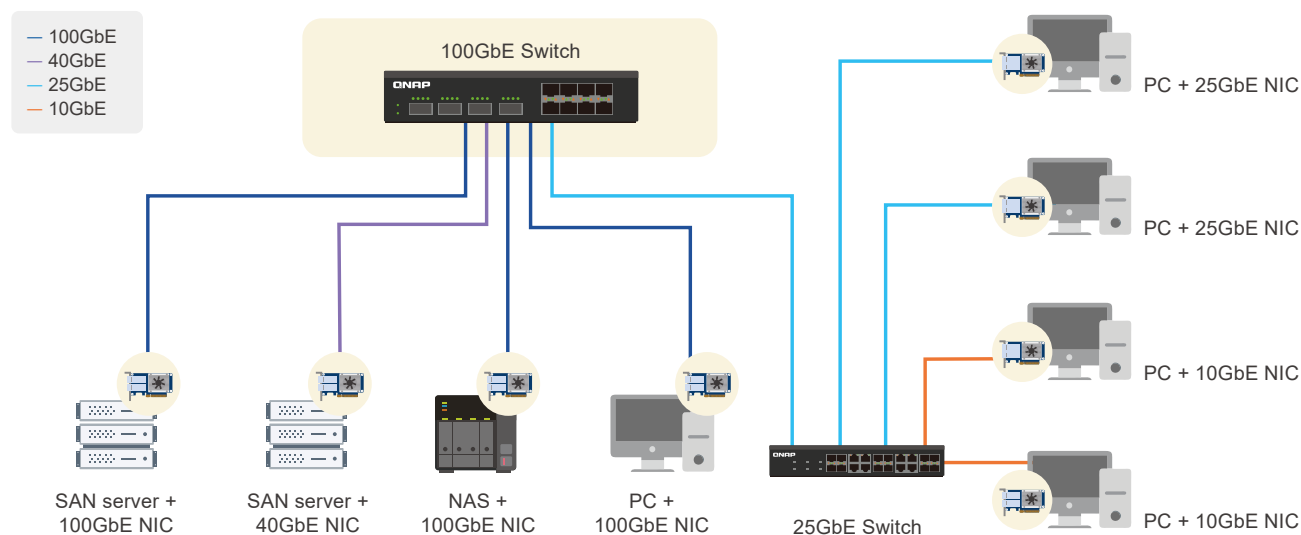 100GbE
40GbE
25GbE
10GbE
100GbE Switch
QNAP
PC + 25GbE NIC
PC + 25GbE NIC
PC + 10GbE NIC
PC + 10GbE NIC
SAN server +
100GbE NIC
SAN server +
40GbE NIC
NAS +
100GbE NIC
PC +
100GbE NIC
QNAP
25GbE Switch